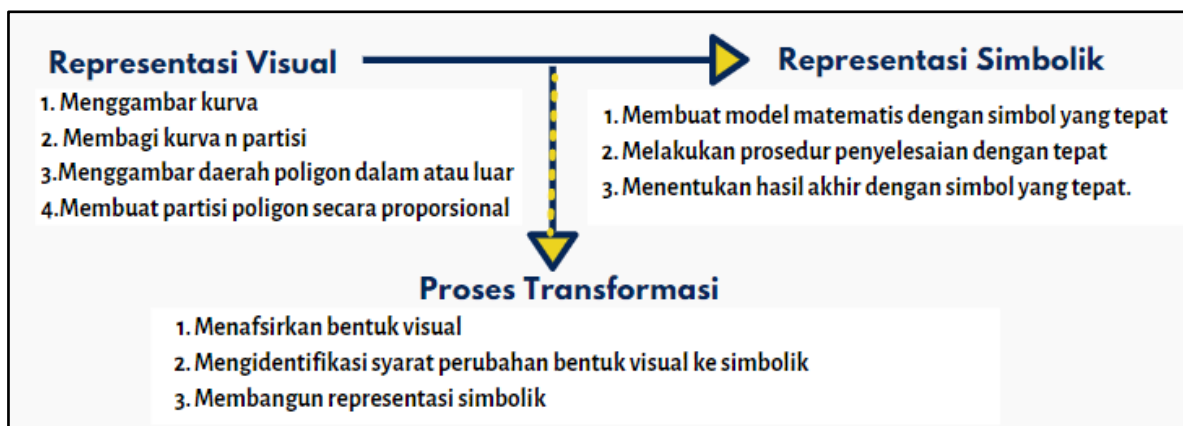 Representasi Visual
1. Menggambar kurva
2. Membagi kurva n partisi
3.Menggambar daerah poligon dalam atau luar
4.Membuat partisi poligon secara proporsional
Representasi Simbolik
1. Membuat model matematis dengan simbol yang tepat
2. Melakukan prosedur penyelesaian dengan tepat
3. Menentukan hasil akhir dengan simbol yang tepat.
Proses Transformasi
1. Menafsirkan bentuk visual
2. Mengidentifikasi syarat perubahan bentuk visual ke simbolik
3. Membangun representasi simbolik